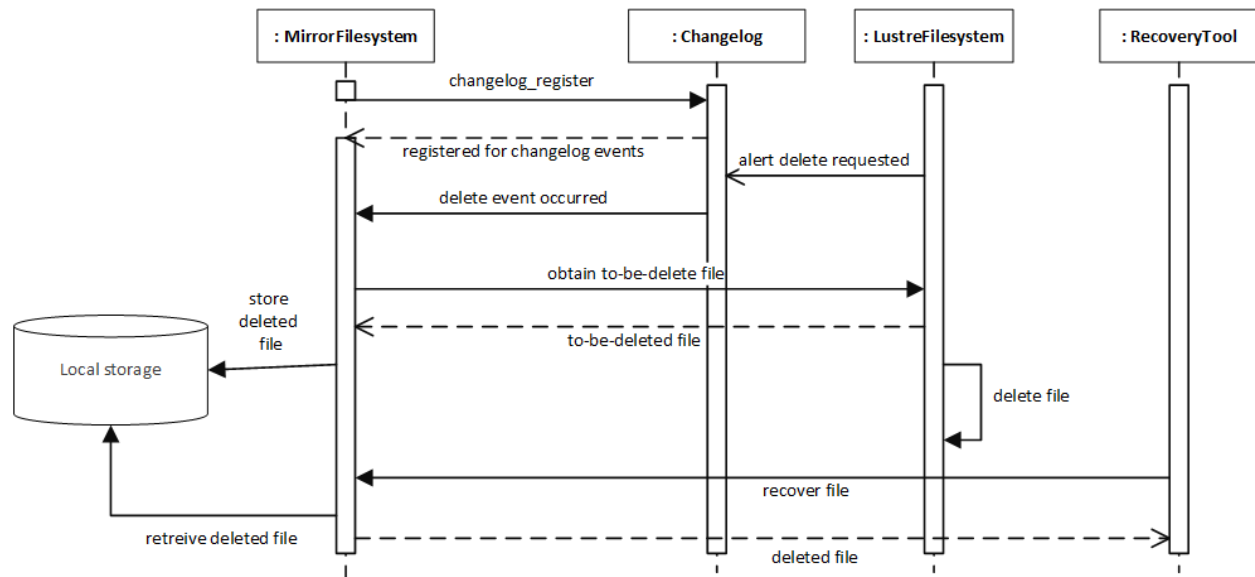 : MirrorFilesystem
: Changelog
: LustreFilesystem
: RecoveryTool
changelog_register
registered for changelog events
alert delete requested
delete event occurred
obtain to-be-delete file
store
deleted
file
to-be-deleted file
Local storage
delete file
recover file
retreive deleted file
deleted file